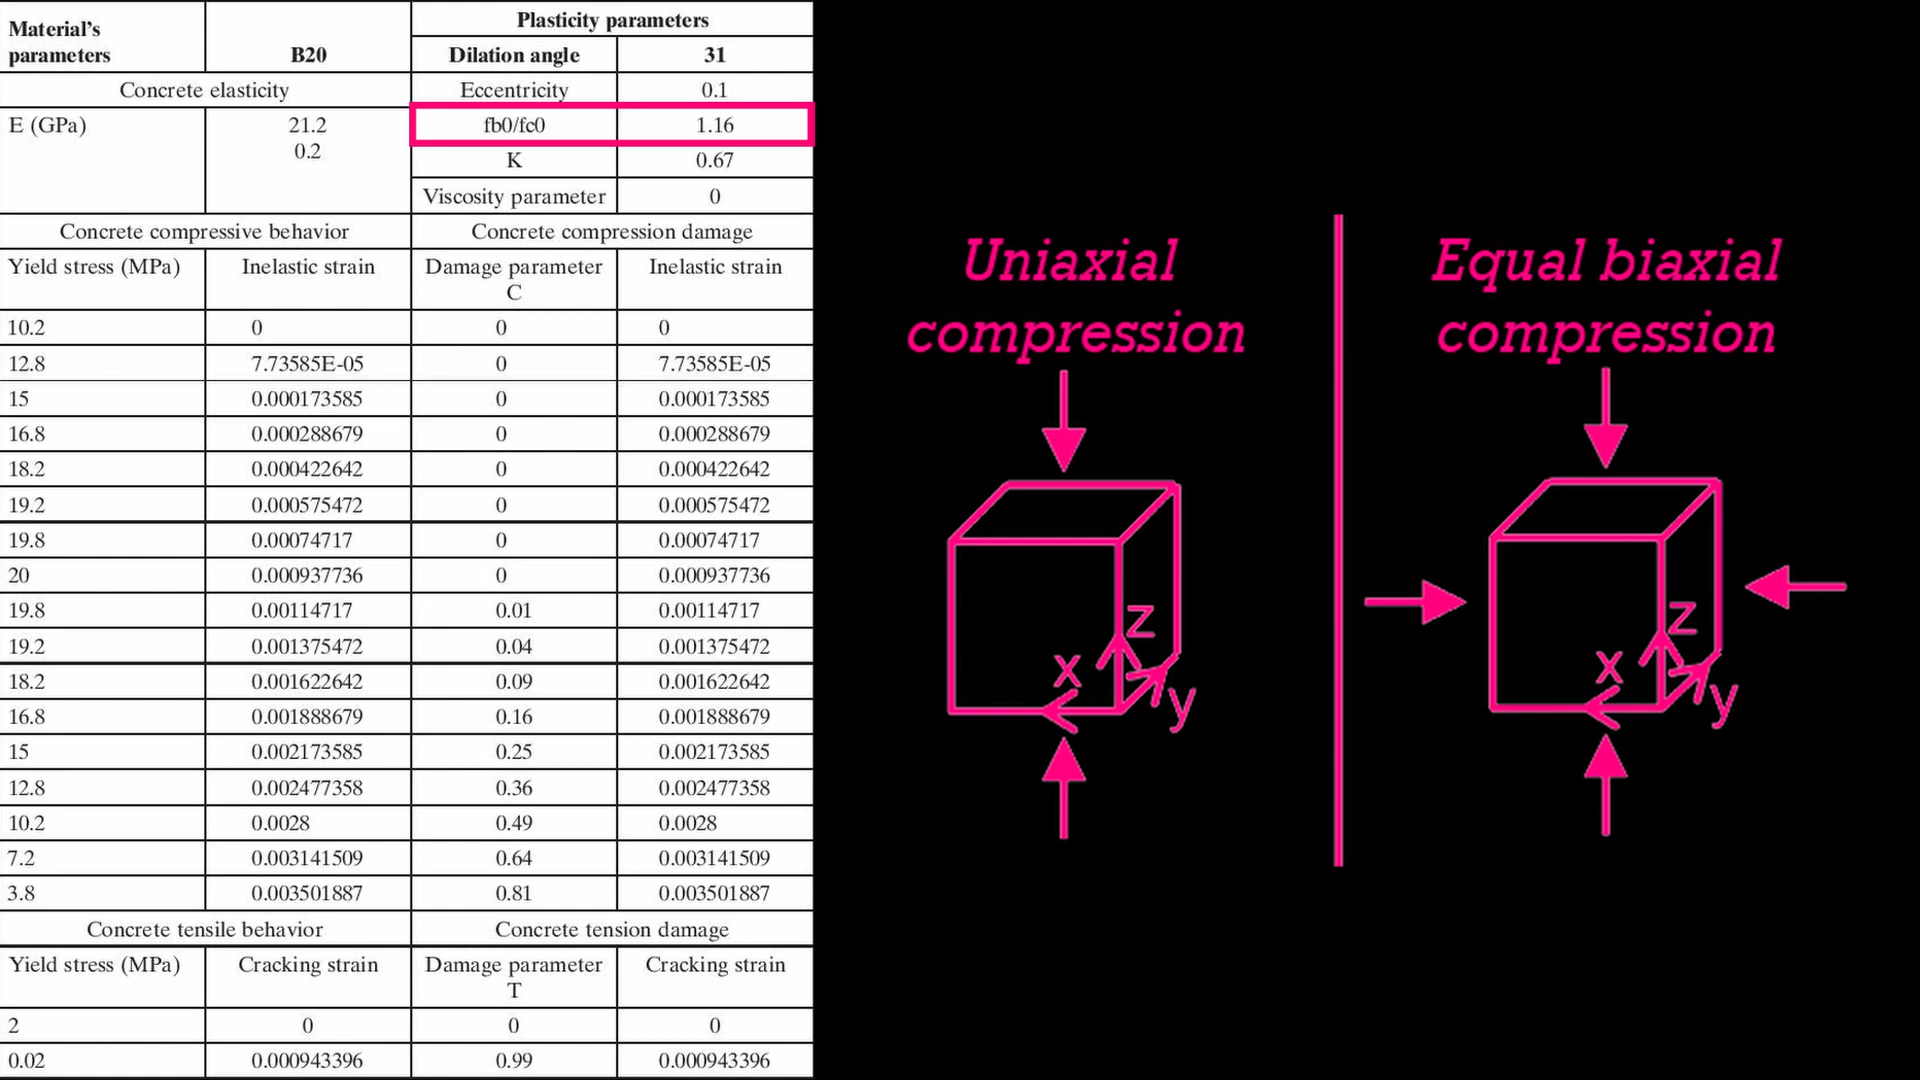 Material’s parameters B20 Plasticity parameters
Dilation angle 31
Concrete elasticity Eccentricity 0.1
E (GPa) 21.2 fb0/fc0 1.16
0.2
K 0.67
Viscosity parameter 0
Concrete compressive behavior Concrete compression damage
Yield stress (MPa) Inelastic strain Damage parameter C Inelastic strain
10.2 0 0 0
12.8 7.73585E-05 0 7.73585E-05
15 0.000173585 0 0.000173585
16.8 0.000288679 0 0.000288679
18.2 0.000422642 0 0.000422642
19.2 0.000575472 0 0.000575472
19.8 0.00074717 0 0.00074717
20 0.000937736 0 0.000937736
19.8 0.00114717 0.01 0.00114717
19.2 0.001375472 0.04 0.001375472
18.2 0.001622642 0.09 0.001622642
16.8 0.001888679 0.16 0.001888679
15 0.002173585 0.25 0.002173585
12.8 0.002477358 0.36 0.002477358
10.2 0.0028 0.49 0.0028
7.2 0.003141509 0.64 0.003141509
3.8 0.003501887 0.81 0.003501887
Concrete tensile behavior Concrete tension damage
Yield stress (MPa) Cracking strain Damage parameter T Cracking strain
2 0 0 0
0.02 0.000943396 0.99 0.000943396
Uniaxial
compression
z
x
y
Equal biaxial
compression
z
x
y